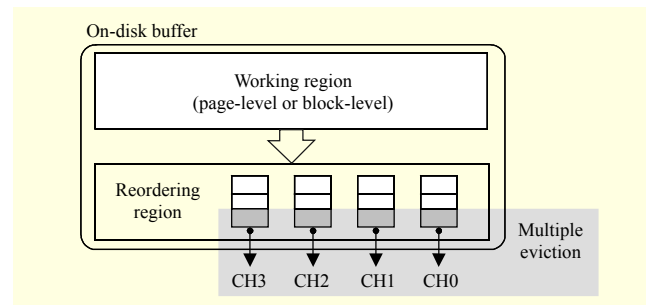 On-disk buffer
Working region
(page-level or block-level)
Reordering
region
Multiple
eviction
CH3 CH2 CH1 CH0